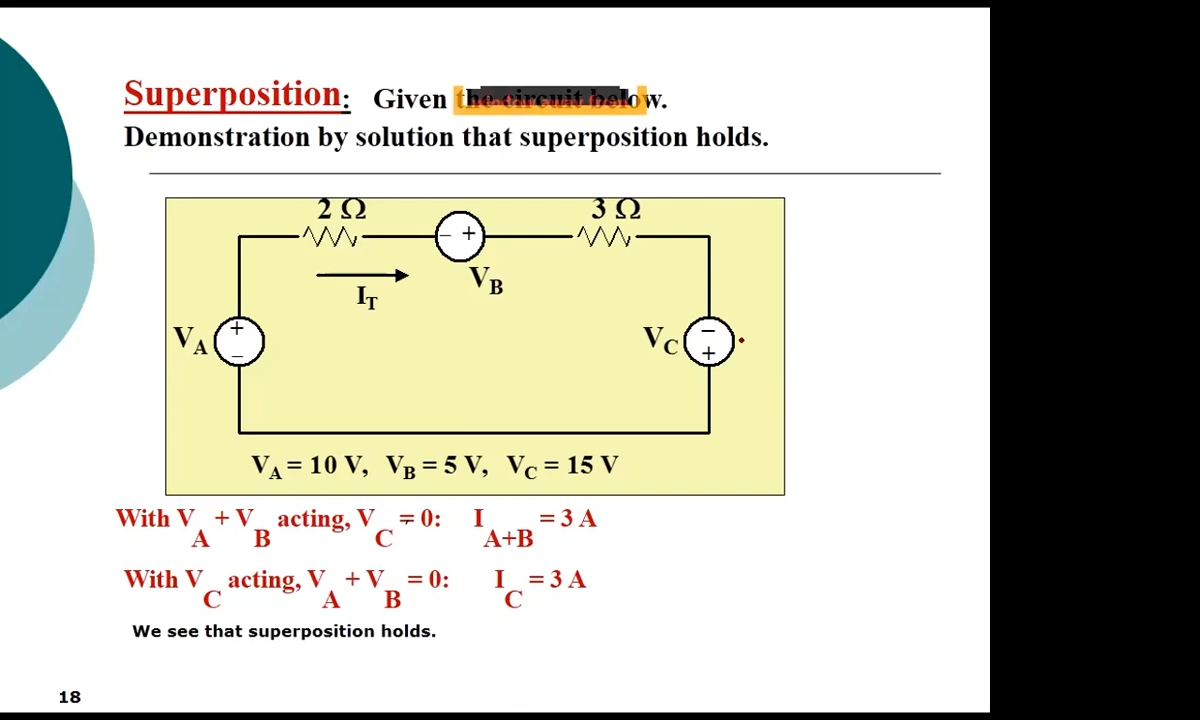 Superposition: Given the circuit below.
Demonstration by solution that superposition holds.
2 Ω
3 Ω
− +
V_B
I_T
V_A
+
−
V_C
−
+
V_A = 10 V, V_B = 5 V, V_C = 15 V
With V_A + V_B acting, V_C = 0: I_A+B = 3 A
With V_C acting, V_A + V_B = 0: I_C = 3 A
We see that superposition holds.
18